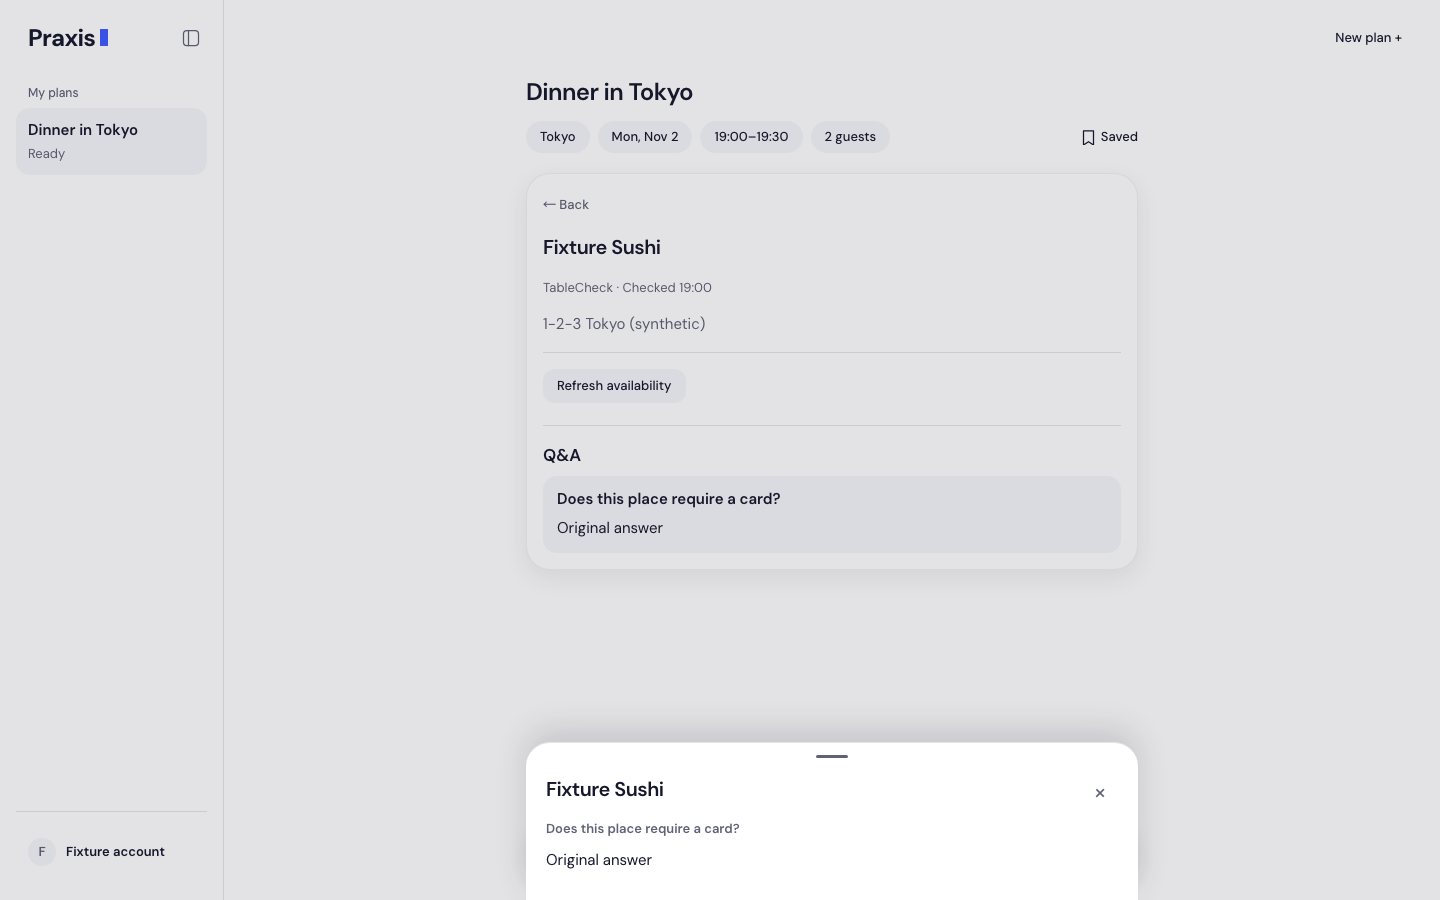 Praxis
New plan +
My plans
Dinner in Tokyo
Ready
Dinner in Tokyo
Tokyo
Mon, Nov 2
19:00–19:30
2 guests
Saved
← Back
Fixture Sushi
TableCheck · Checked 19:00
1-2-3 Tokyo (synthetic)
Refresh availability
Q&A
Does this place require a card?
Original answer
Fixture Sushi
×
Does this place require a card?
Original answer
F
Fixture account